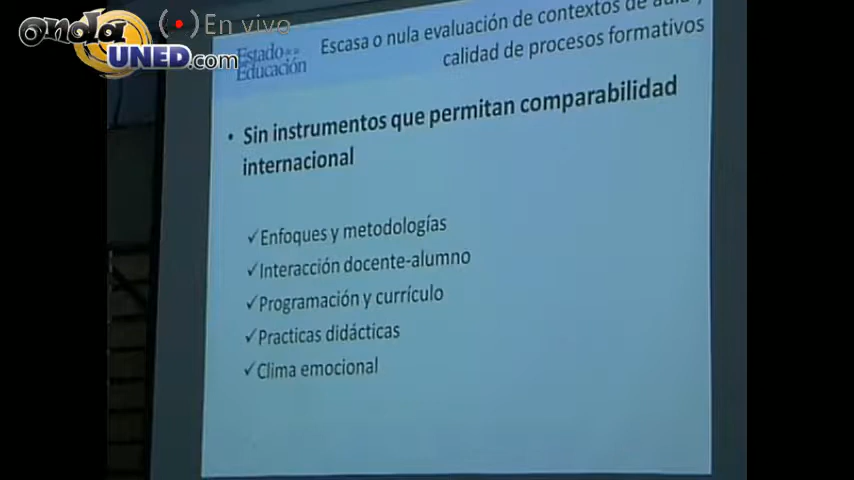 onda
UNED.com
(•) En vivo
Estado de la
Educación
Escasa o nula evaluación de contextos de aula y
calidad de procesos formativos
• Sin instrumentos que permitan comparabilidad
internacional
✓Enfoques y metodologías
✓Interacción docente-alumno
✓Programación y currículo
✓Practicas didácticas
✓Clima emocional